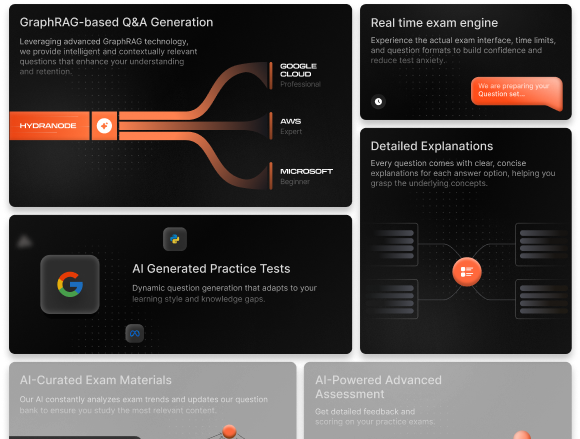 GraphRAG-based Q&A Generation
Leveraging advanced GraphRAG technology,
we provide intelligent and contextually relevant
questions that enhance your understanding
and retention.
HYDRANODE
GOOGLE
CLOUD
Professional
AWS
Expert
MICROSOFT
Beginner
Real time exam engine
Experience the actual exam interface, time limits,
and question formats to build confidence and
reduce test anxiety.
We are preparing your
Question set...
Detailed Explanations
Every question comes with clear, concise
explanations for each answer option, helping you
grasp the underlying concepts.
AI Generated Practice Tests
Dynamic question generation that adapts to your
learning style and knowledge gaps.
AI-Curated Exam Materials
Our AI constantly analyzes exam trends and updates our question
bank to ensure you study the most relevant content.
AI-Powered Advanced
Assessment
Get detailed feedback and
scoring on your practice exams.